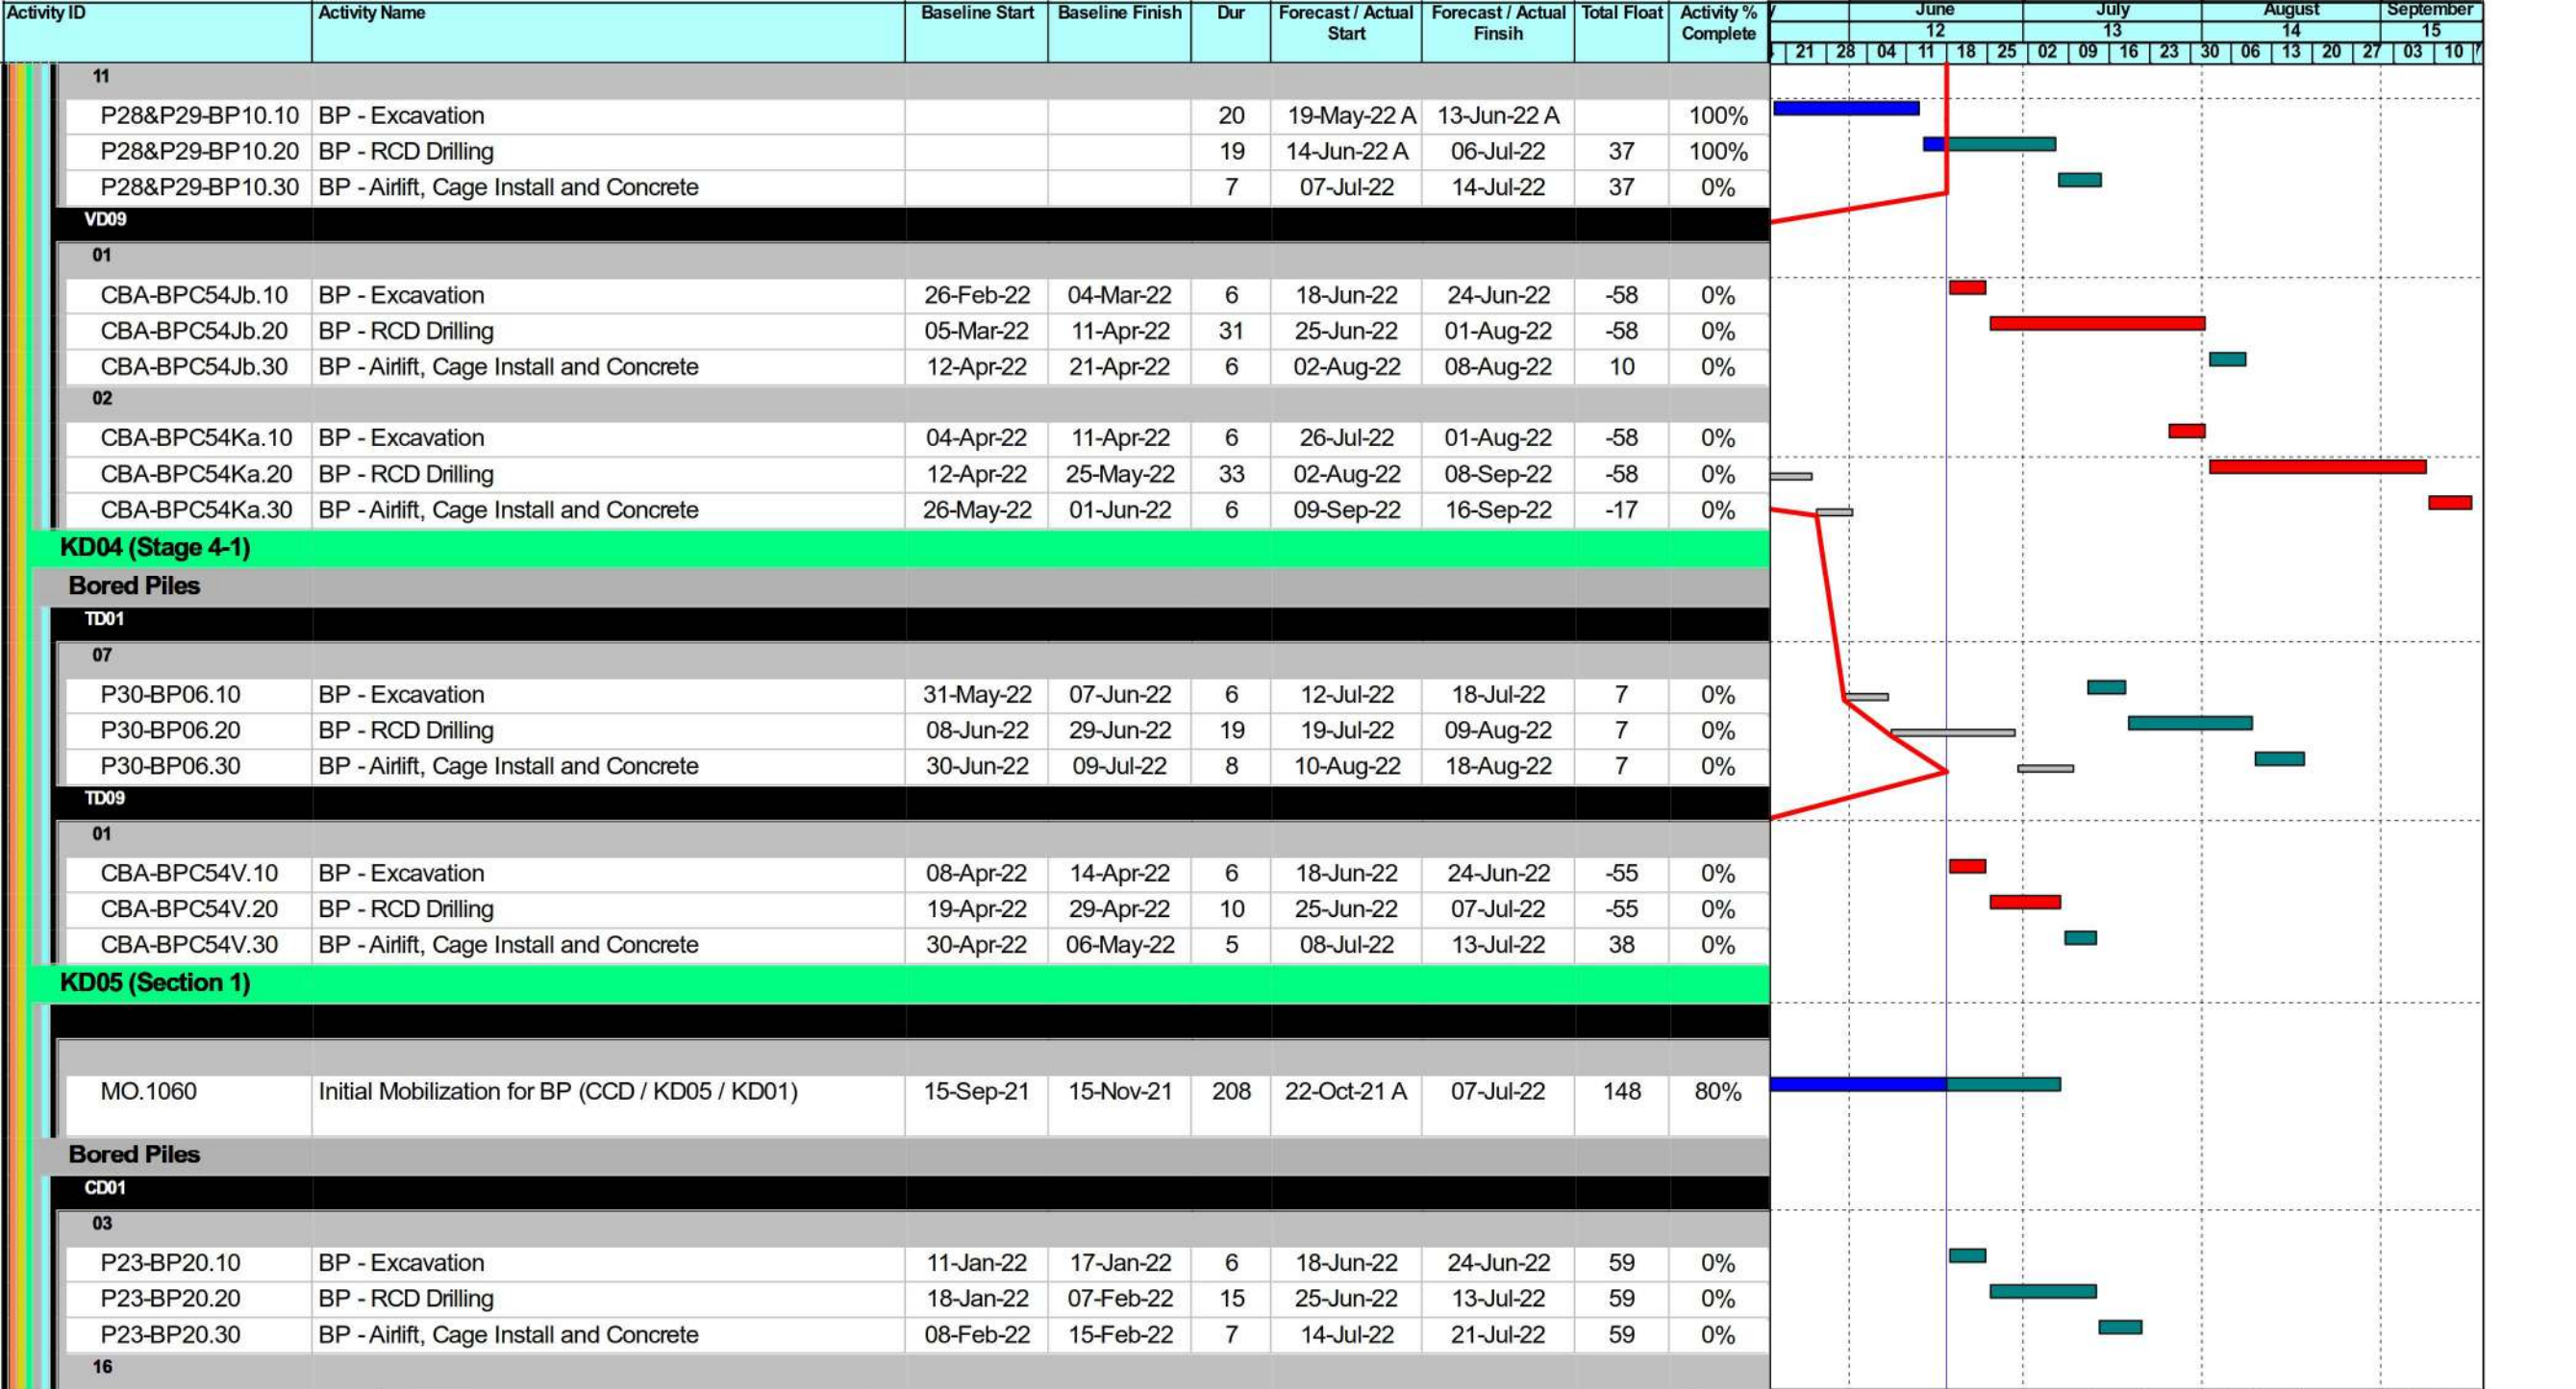 Activity ID Activity Name Baseline Start Baseline Finish Dur Forecast / Actual Start Forecast / Actual Finsih Total Float Activity % Complete
June July August September
12 13 14 15
21 28 04 11 18 25 02 09 16 23 30 06 13 20 27 03 10
11
P28&P29-BP10.10 BP - Excavation 20 19-May-22 A 13-Jun-22 A 100%
P28&P29-BP10.20 BP - RCD Drilling 19 14-Jun-22 A 06-Jul-22 37 100%
P28&P29-BP10.30 BP - Airlift, Cage Install and Concrete 7 07-Jul-22 14-Jul-22 37 0%
VD09
01
CBA-BPC54Jb.10 BP - Excavation 26-Feb-22 04-Mar-22 6 18-Jun-22 24-Jun-22 -58 0%
CBA-BPC54Jb.20 BP - RCD Drilling 05-Mar-22 11-Apr-22 31 25-Jun-22 01-Aug-22 -58 0%
CBA-BPC54Jb.30 BP - Airlift, Cage Install and Concrete 12-Apr-22 21-Apr-22 6 02-Aug-22 08-Aug-22 10 0%
02
CBA-BPC54Ka.10 BP - Excavation 04-Apr-22 11-Apr-22 6 26-Jul-22 01-Aug-22 -58 0%
CBA-BPC54Ka.20 BP - RCD Drilling 12-Apr-22 25-May-22 33 02-Aug-22 08-Sep-22 -58 0%
CBA-BPC54Ka.30 BP - Airlift, Cage Install and Concrete 26-May-22 01-Jun-22 6 09-Sep-22 16-Sep-22 -17 0%
KD04 (Stage 4-1)
Bored Piles
TD01
07
P30-BP06.10 BP - Excavation 31-May-22 07-Jun-22 6 12-Jul-22 18-Jul-22 7 0%
P30-BP06.20 BP - RCD Drilling 08-Jun-22 29-Jun-22 19 19-Jul-22 09-Aug-22 7 0%
P30-BP06.30 BP - Airlift, Cage Install and Concrete 30-Jun-22 09-Jul-22 8 10-Aug-22 18-Aug-22 7 0%
TD09
01
CBA-BPC54V.10 BP - Excavation 08-Apr-22 14-Apr-22 6 18-Jun-22 24-Jun-22 -55 0%
CBA-BPC54V.20 BP - RCD Drilling 19-Apr-22 29-Apr-22 10 25-Jun-22 07-Jul-22 -55 0%
CBA-BPC54V.30 BP - Airlift, Cage Install and Concrete 30-Apr-22 06-May-22 5 08-Jul-22 13-Jul-22 38 0%
KD05 (Section 1)
MO.1060 Initial Mobilization for BP (CCD / KD05 / KD01) 15-Sep-21 15-Nov-21 208 22-Oct-21 A 07-Jul-22 148 80%
Bored Piles
CD01
03
P23-BP20.10 BP - Excavation 11-Jan-22 17-Jan-22 6 18-Jun-22 24-Jun-22 59 0%
P23-BP20.20 BP - RCD Drilling 18-Jan-22 07-Feb-22 15 25-Jun-22 13-Jul-22 59 0%
P23-BP20.30 BP - Airlift, Cage Install and Concrete 08-Feb-22 15-Feb-22 7 14-Jul-22 21-Jul-22 59 0%
16